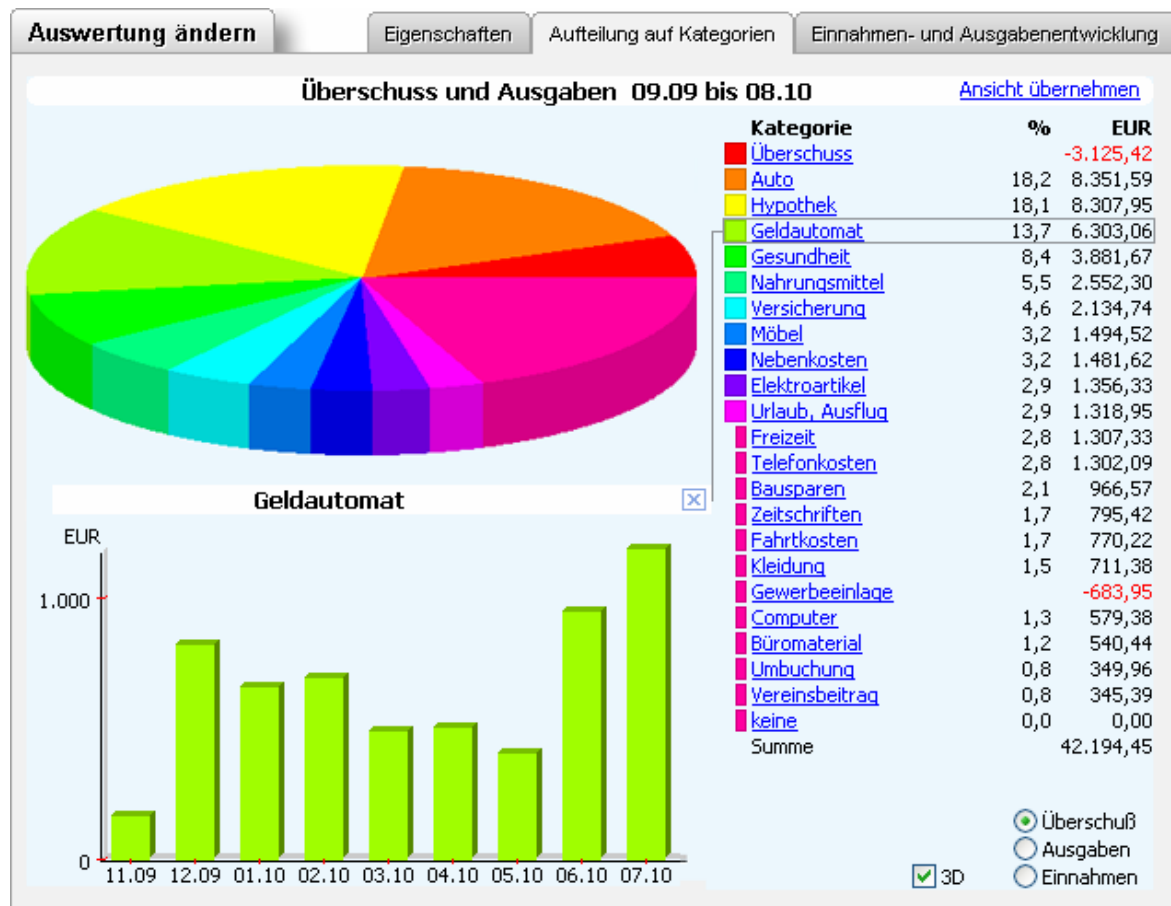 Auswertung ändern
Eigenschaften
Aufteilung auf Kategorien
Einnahmen- und Ausgabenentwicklung
Überschuss und Ausgaben 09.09 bis 08.10
Ansicht übernehmen
Kategorie % EUR
Überschuss -3.125,42
Auto 18,2 8.351,59
Hypothek 18,1 8.307,95
Geldautomat 13,7 6.303,06
Gesundheit 8,4 3.881,67
Nahrungsmittel 5,5 2.552,30
Versicherung 4,6 2.134,74
Möbel 3,2 1.494,52
Nebenkosten 3,2 1.481,62
Elektroartikel 2,9 1.356,33
Urlaub, Ausflug 2,9 1.318,95
Freizeit 2,8 1.307,33
Telefonkosten 2,8 1.302,09
Bausparen 2,1 966,57
Zeitschriften 1,7 795,42
Fahrtkosten 1,7 770,22
Kleidung 1,5 711,38
Gewerbeeinlage -683,95
Computer 1,3 579,38
Büromaterial 1,2 540,44
Umbuchung 0,8 349,96
Vereinsbeitrag 0,8 345,39
keine 0,0 0,00
Summe 42.194,45
Geldautomat
EUR
1.000
0
11.09 12.09 01.10 02.10 03.10 04.10 05.10 06.10 07.10
3D
Überschuß
Ausgaben
Einnahmen